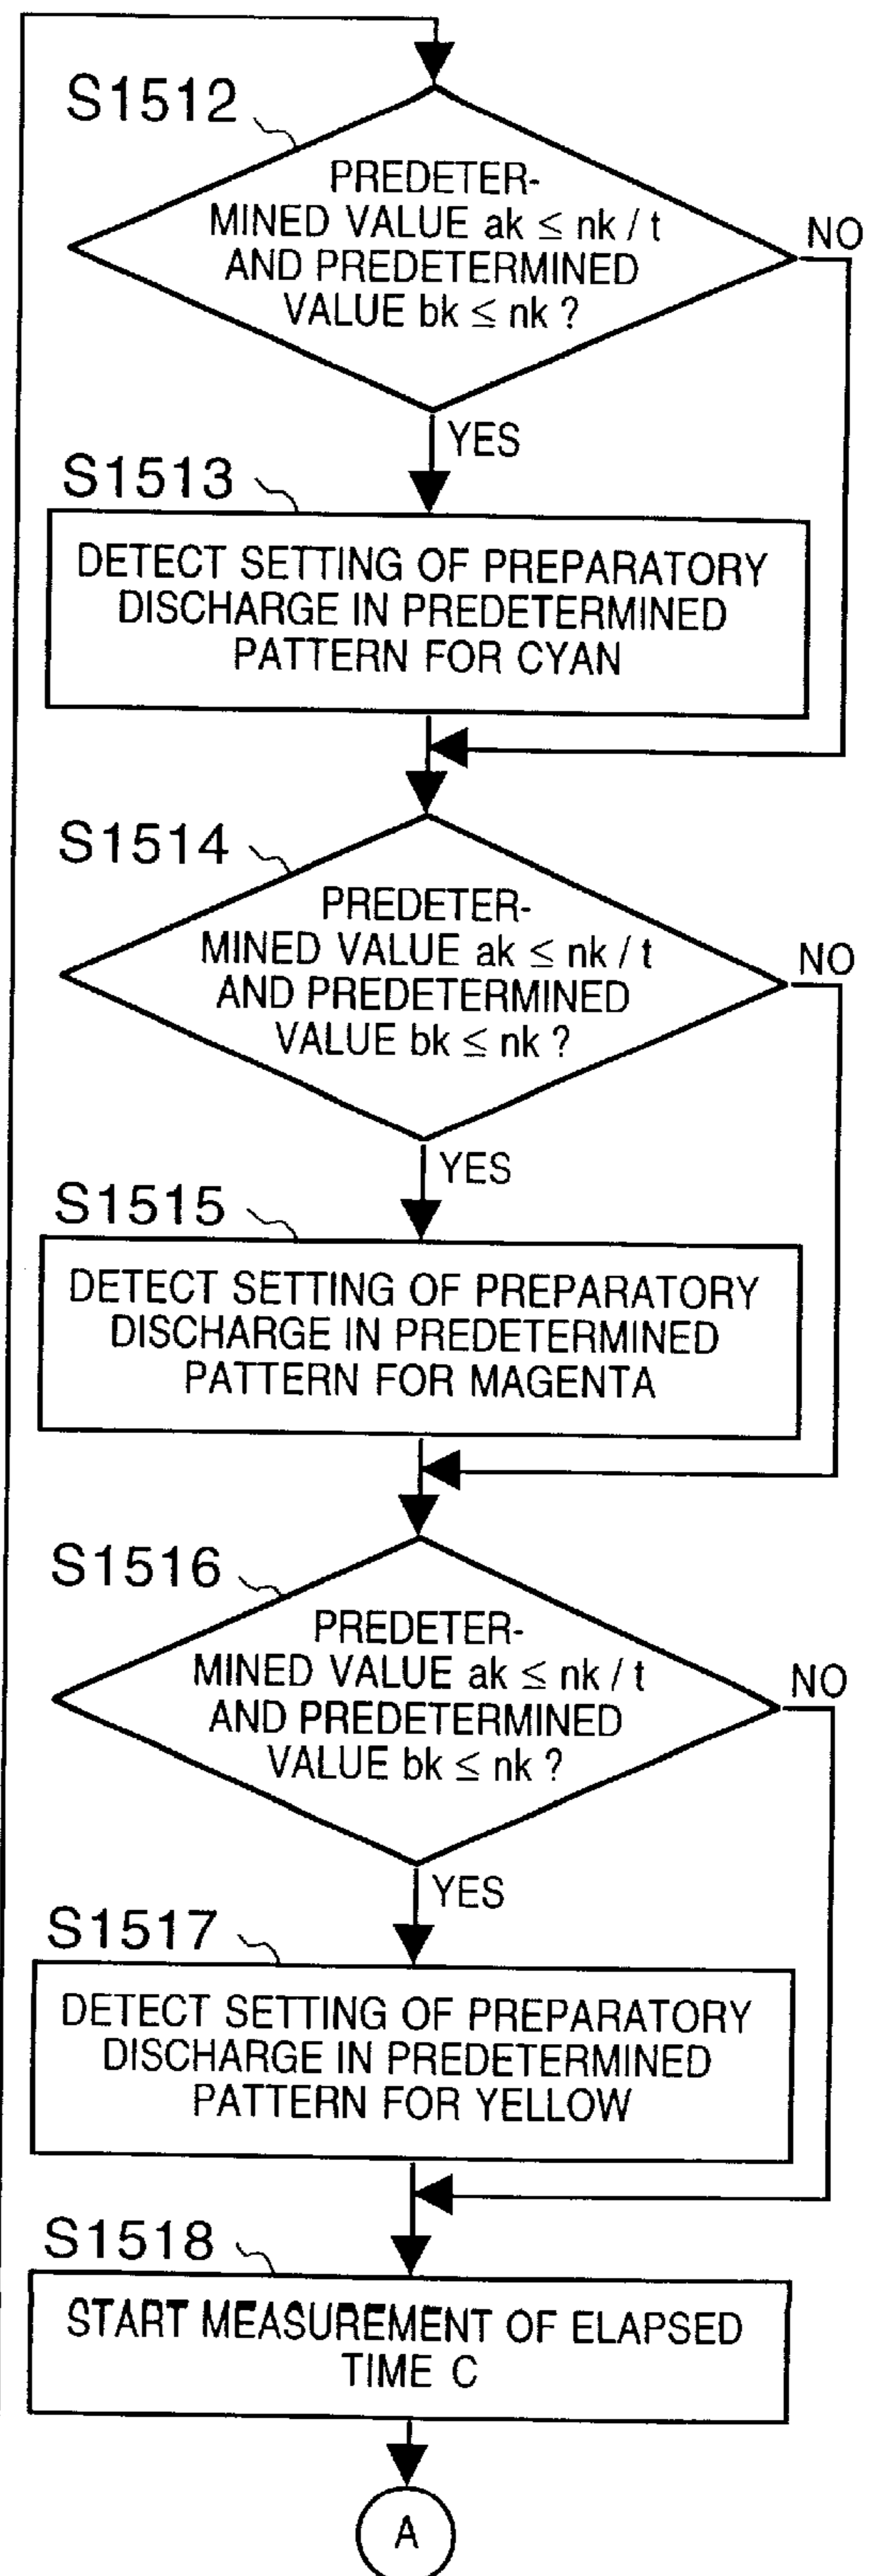 S1512
PREDETER-
MINED VALUE ak ≤ nk / t
AND PREDETERMINED
VALUE bk ≤ nk ?
NO
YES
S1513
DETECT SETTING OF PREPARATORY
DISCHARGE IN PREDETERMINED
PATTERN FOR CYAN
S1514
PREDETER-
MINED VALUE ak ≤ nk / t
AND PREDETERMINED
VALUE bk ≤ nk ?
NO
YES
S1515
DETECT SETTING OF PREPARATORY
DISCHARGE IN PREDETERMINED
PATTERN FOR MAGENTA
S1516
PREDETER-
MINED VALUE ak ≤ nk / t
AND PREDETERMINED
VALUE bk ≤ nk ?
NO
YES
S1517
DETECT SETTING OF PREPARATORY
DISCHARGE IN PREDETERMINED
PATTERN FOR YELLOW
S1518
START MEASUREMENT OF ELAPSED
TIME C
A